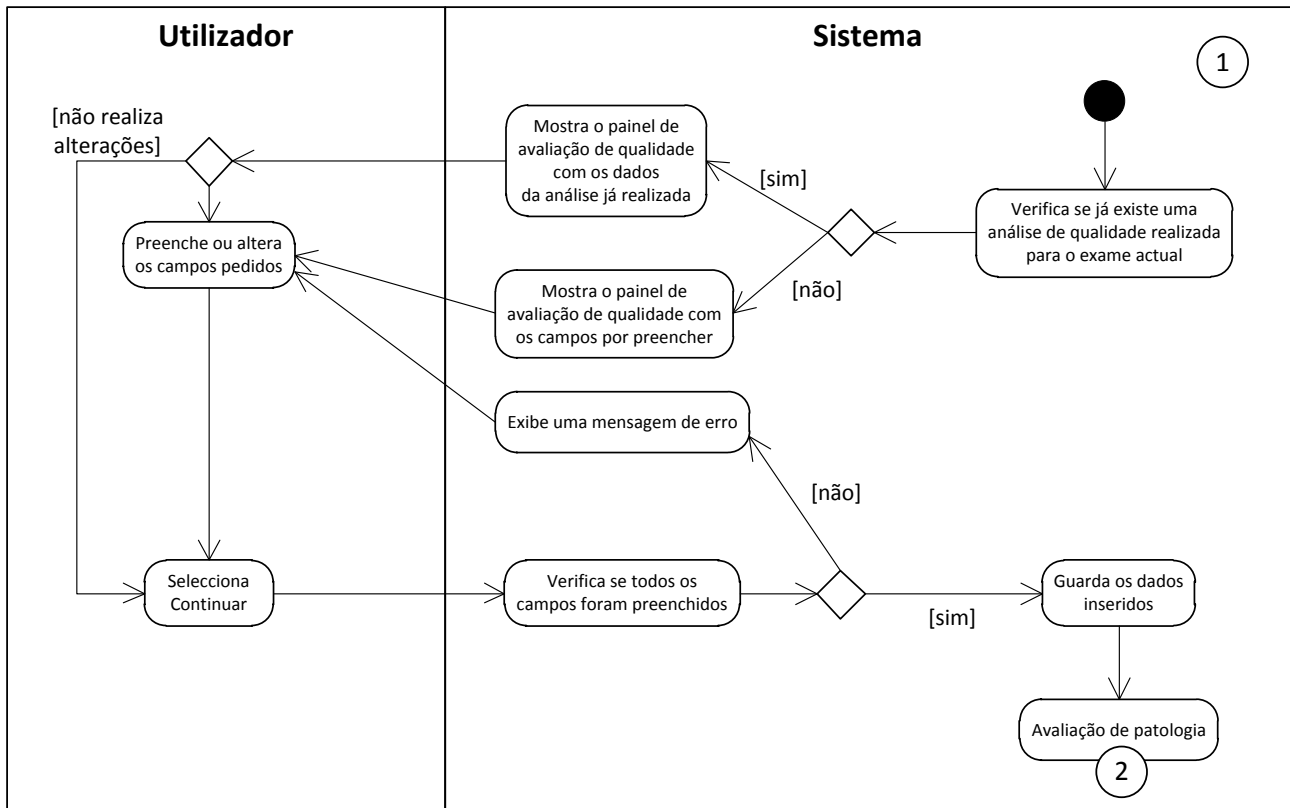 Utilizador
Sistema
1
[não realiza
alterações]
Mostra o painel de
avaliação de qualidade
com os dados
da análise já realizada
[sim]
Verifica se já existe uma
análise de qualidade realizada
para o exame actual
Preenche ou altera
os campos pedidos
[não]
Mostra o painel de
avaliação de qualidade com
os campos por preencher
Exibe uma mensagem de erro
[não]
Selecciona
Continuar
Verifica se todos os
campos foram preenchidos
[sim]
Guarda os dados
inseridos
Avaliação de patologia
2